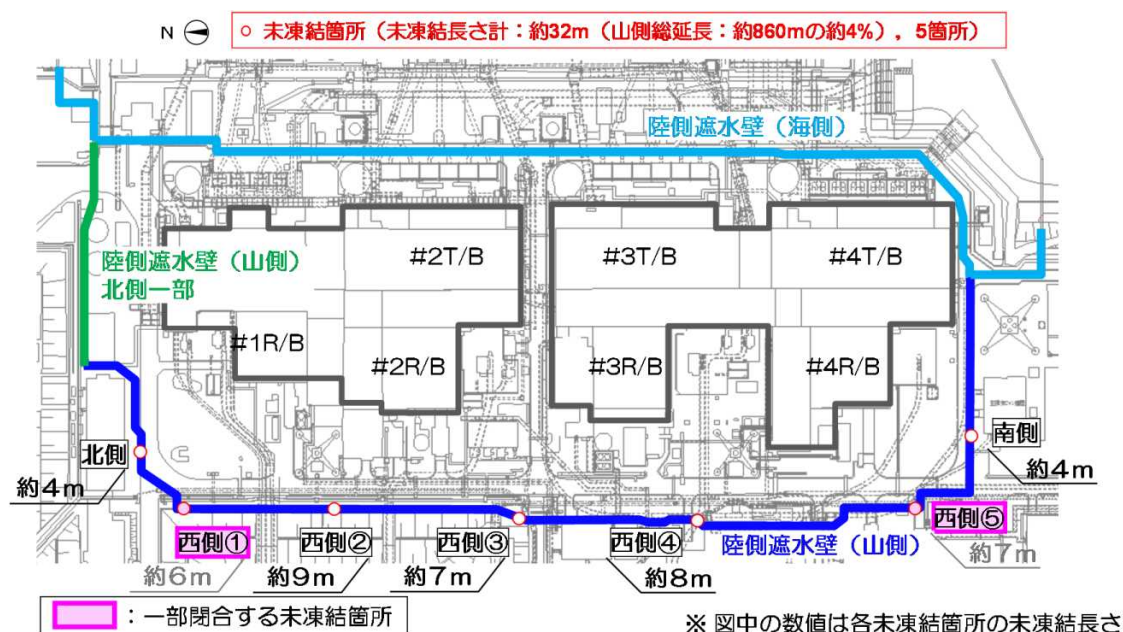 N
○ 未凍結箇所（未凍結長さ計：約32m（山側総延長：約860mの約4%），5箇所）
陸側遮水壁（海側）
陸側遮水壁（山側）
北側一部
#2T/B
#3T/B
#4T/B
#1R/B
#2R/B
#3R/B
#4R/B
北側
約4m
南側
約4m
西側①
約6m
西側②
約9m
西側③
約7m
西側④
約8m
陸側遮水壁（山側）
西側⑤
約7m
：一部閉合する未凍結箇所
※ 図中の数値は各未凍結箇所の未凍結長さ